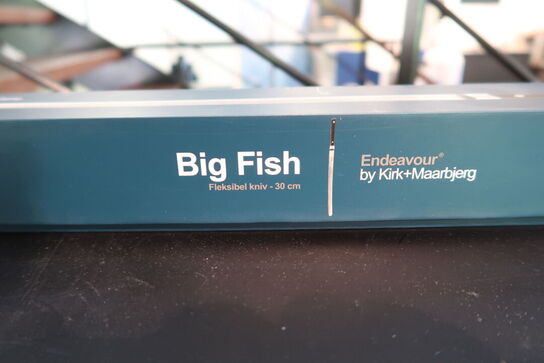 Big Fish
Fleksibel kniv - 30 cm
Endeavour®
by Kirk+Maarbjerg